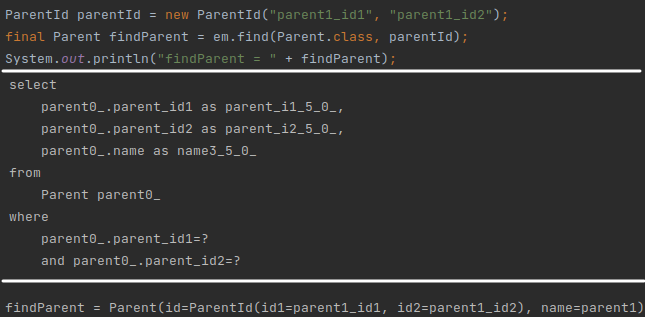 ParentId parentId = new ParentId("parent1_id1", "parent1_id2");
final Parent findParent = em.find(Parent.class, parentId);
System.out.println("findParent = " + findParent);
select
parent0_.parent_id1 as parent_i1_5_0_,
parent0_.parent_id2 as parent_i2_5_0_,
parent0_.name as name3_5_0_
from
Parent parent0_
where
parent0_.parent_id1=?
and parent0_.parent_id2=?
findParent = Parent(id=ParentId(id1=parent1_id1, id2=parent1_id2), name=parent1)